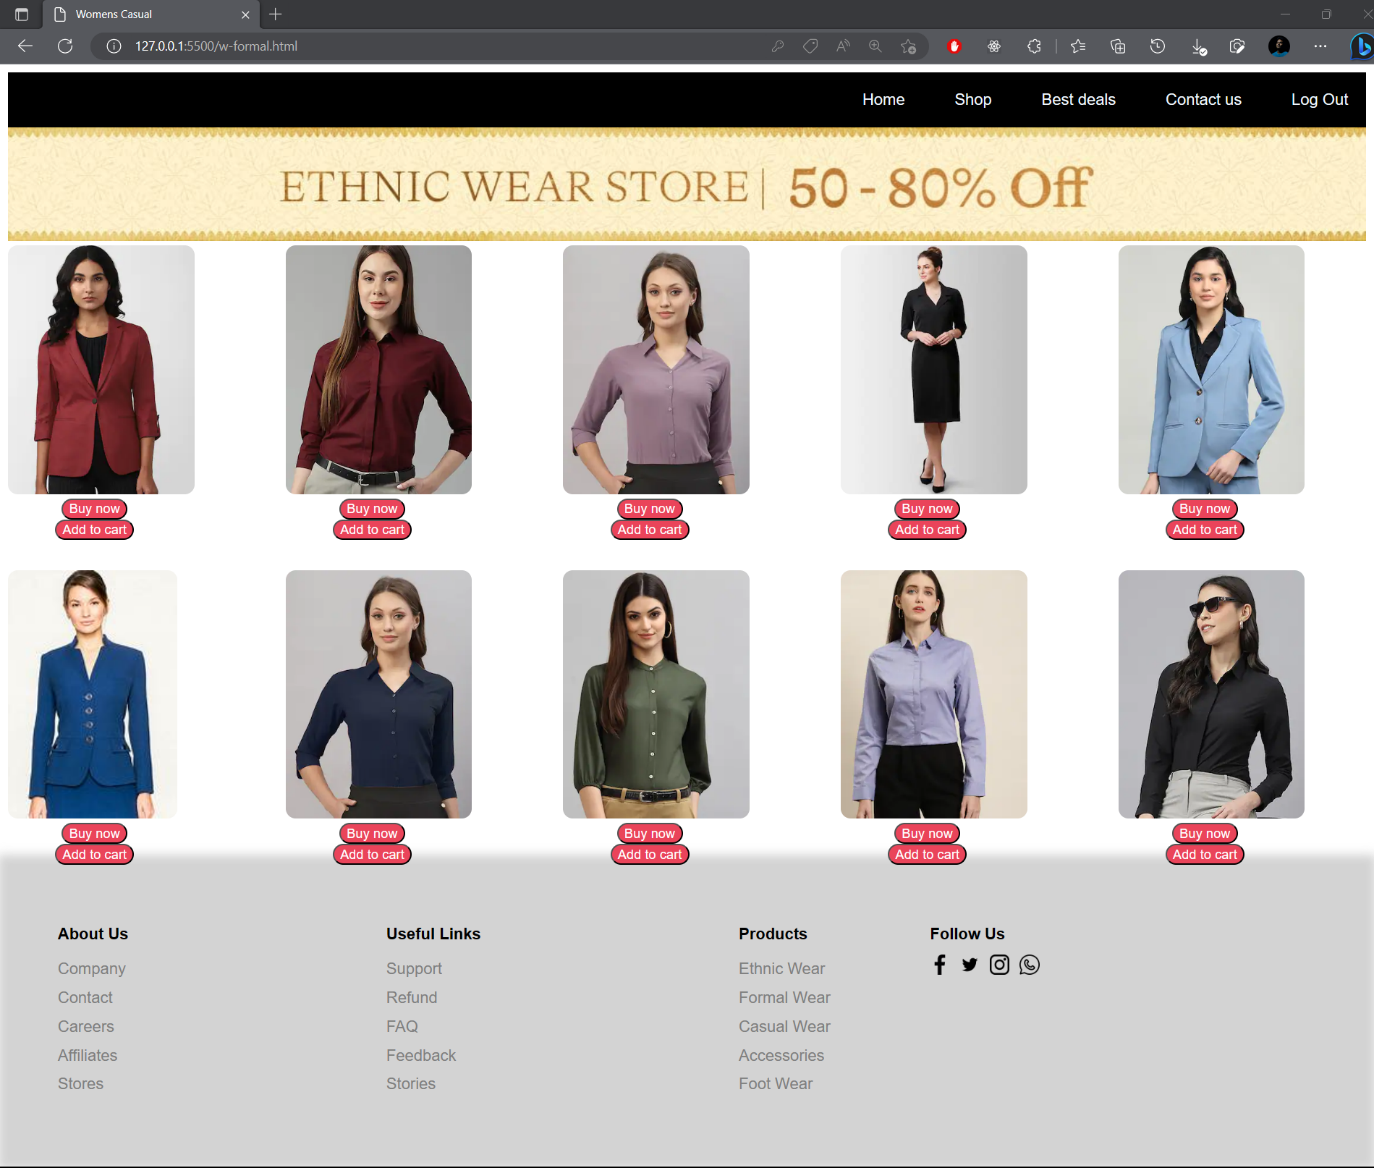 Womens Casual
127.0.0.1:5500/w-formal.html
Home Shop Best deals Contact us Log Out
ETHNIC WEAR STORE | 50 - 80% Off
Buy now Buy now Buy now Buy now Buy now
Add to cart Add to cart Add to cart Add to cart Add to cart
Buy now Buy now Buy now Buy now Buy now
Add to cart Add to cart Add to cart Add to cart Add to cart
About Us Useful Links Products Follow Us
Company Support Ethnic Wear
Contact Refund Formal Wear
Careers FAQ Casual Wear
Affiliates Feedback Accessories
Stores Stories Foot Wear